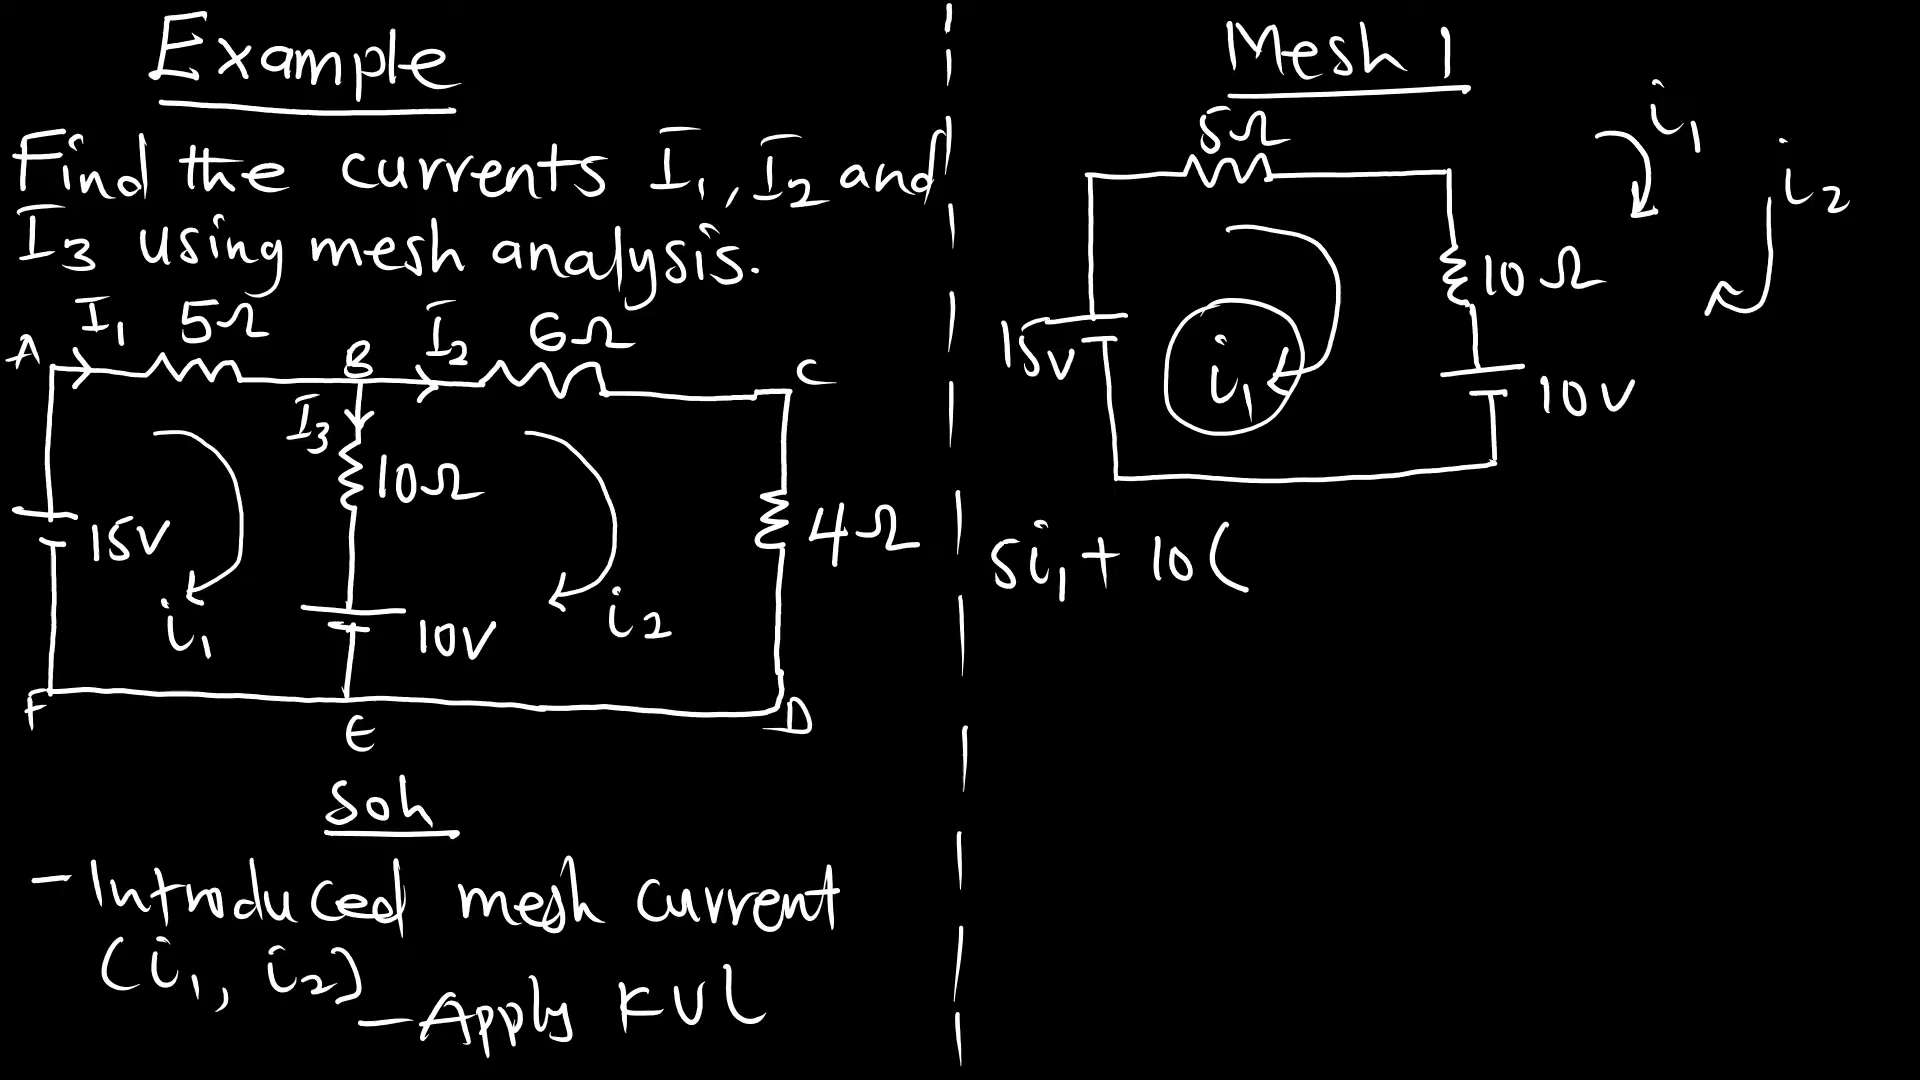 Example
Find the currents I₁, I₂ and
I₃ using mesh analysis.
I₁ 5Ω I₂ 6Ω
A B C
I₃
10Ω
15V 4Ω
i₁ 10V i₂
F E D
Soln
- Introduced mesh current
(i₁, i₂)
- Apply KVL
Mesh 1
5Ω
i₁
i₂
10Ω
15V i₁ 10V
5i₁ + 10(